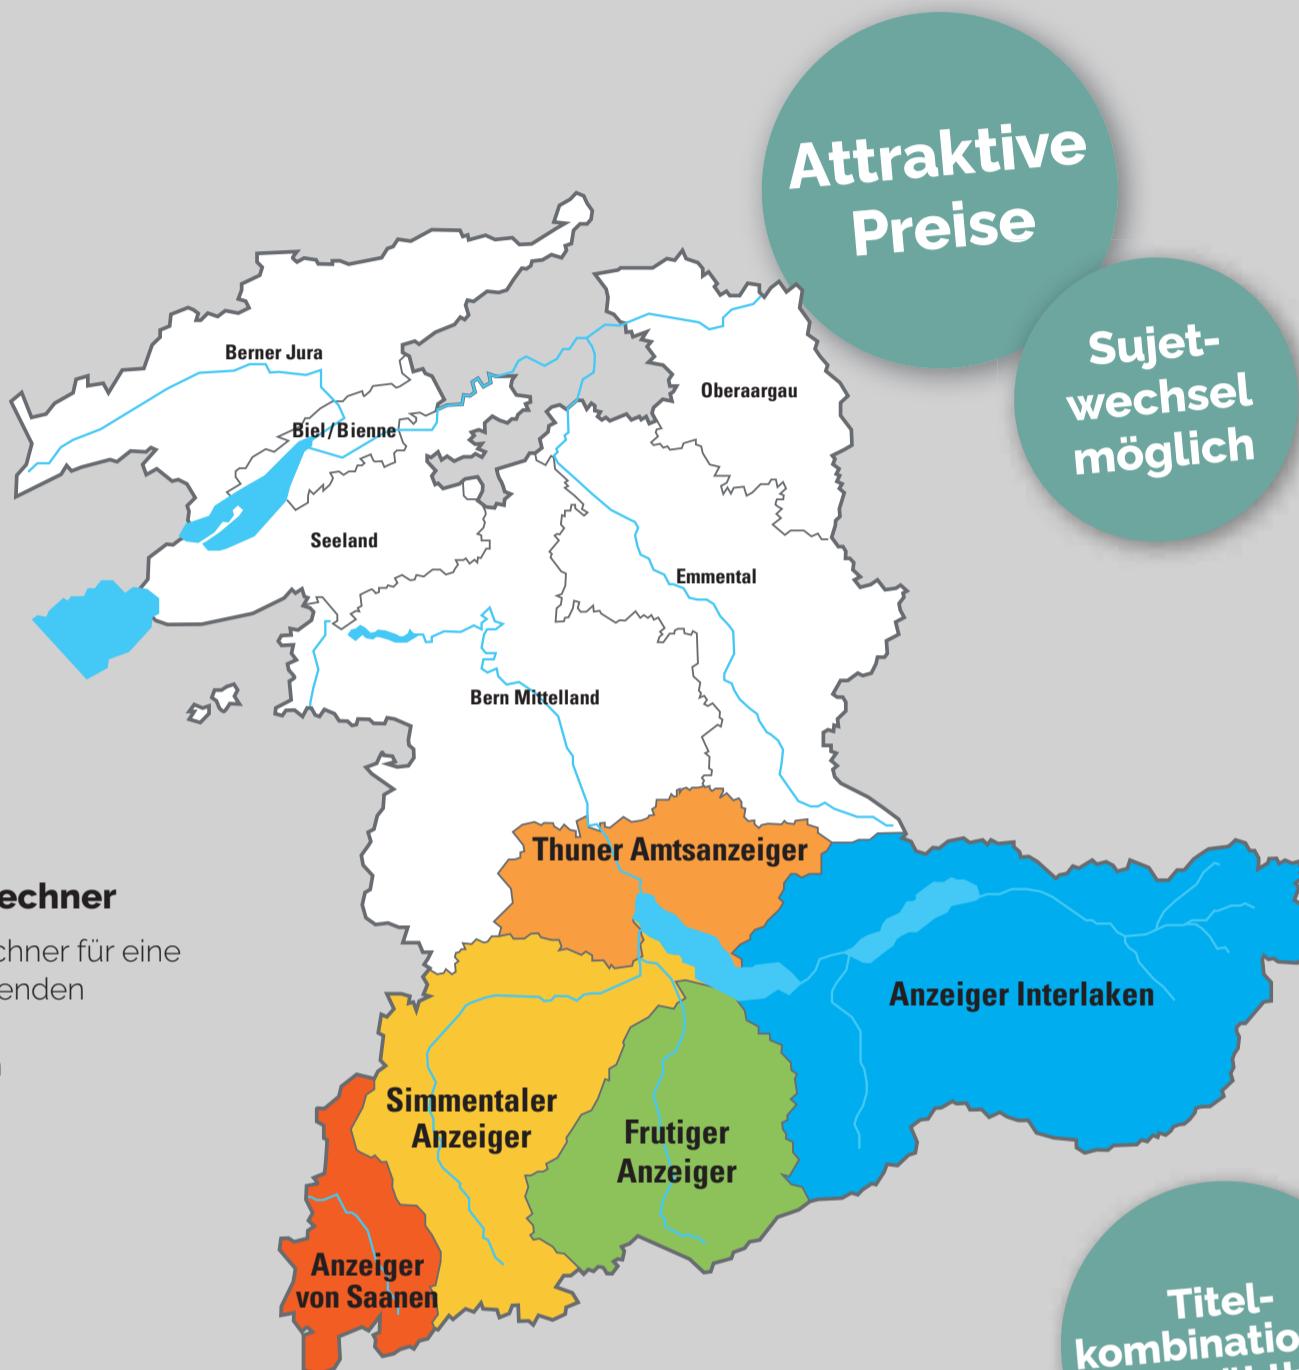 Attraktive
Preise
Sujet-
wechsel
möglich
Berner Jura
Biel/Bienne
Oberaargau
Seeland
Emmental
Bern Mittelland
Thuner Amtsanzeiger
echner
chner für eine
enden
Anzeiger Interlaken
Simmentaler
Anzeiger
Frutiger
Anzeiger
Anzeiger
von Saanen
Titel-
kombinatio